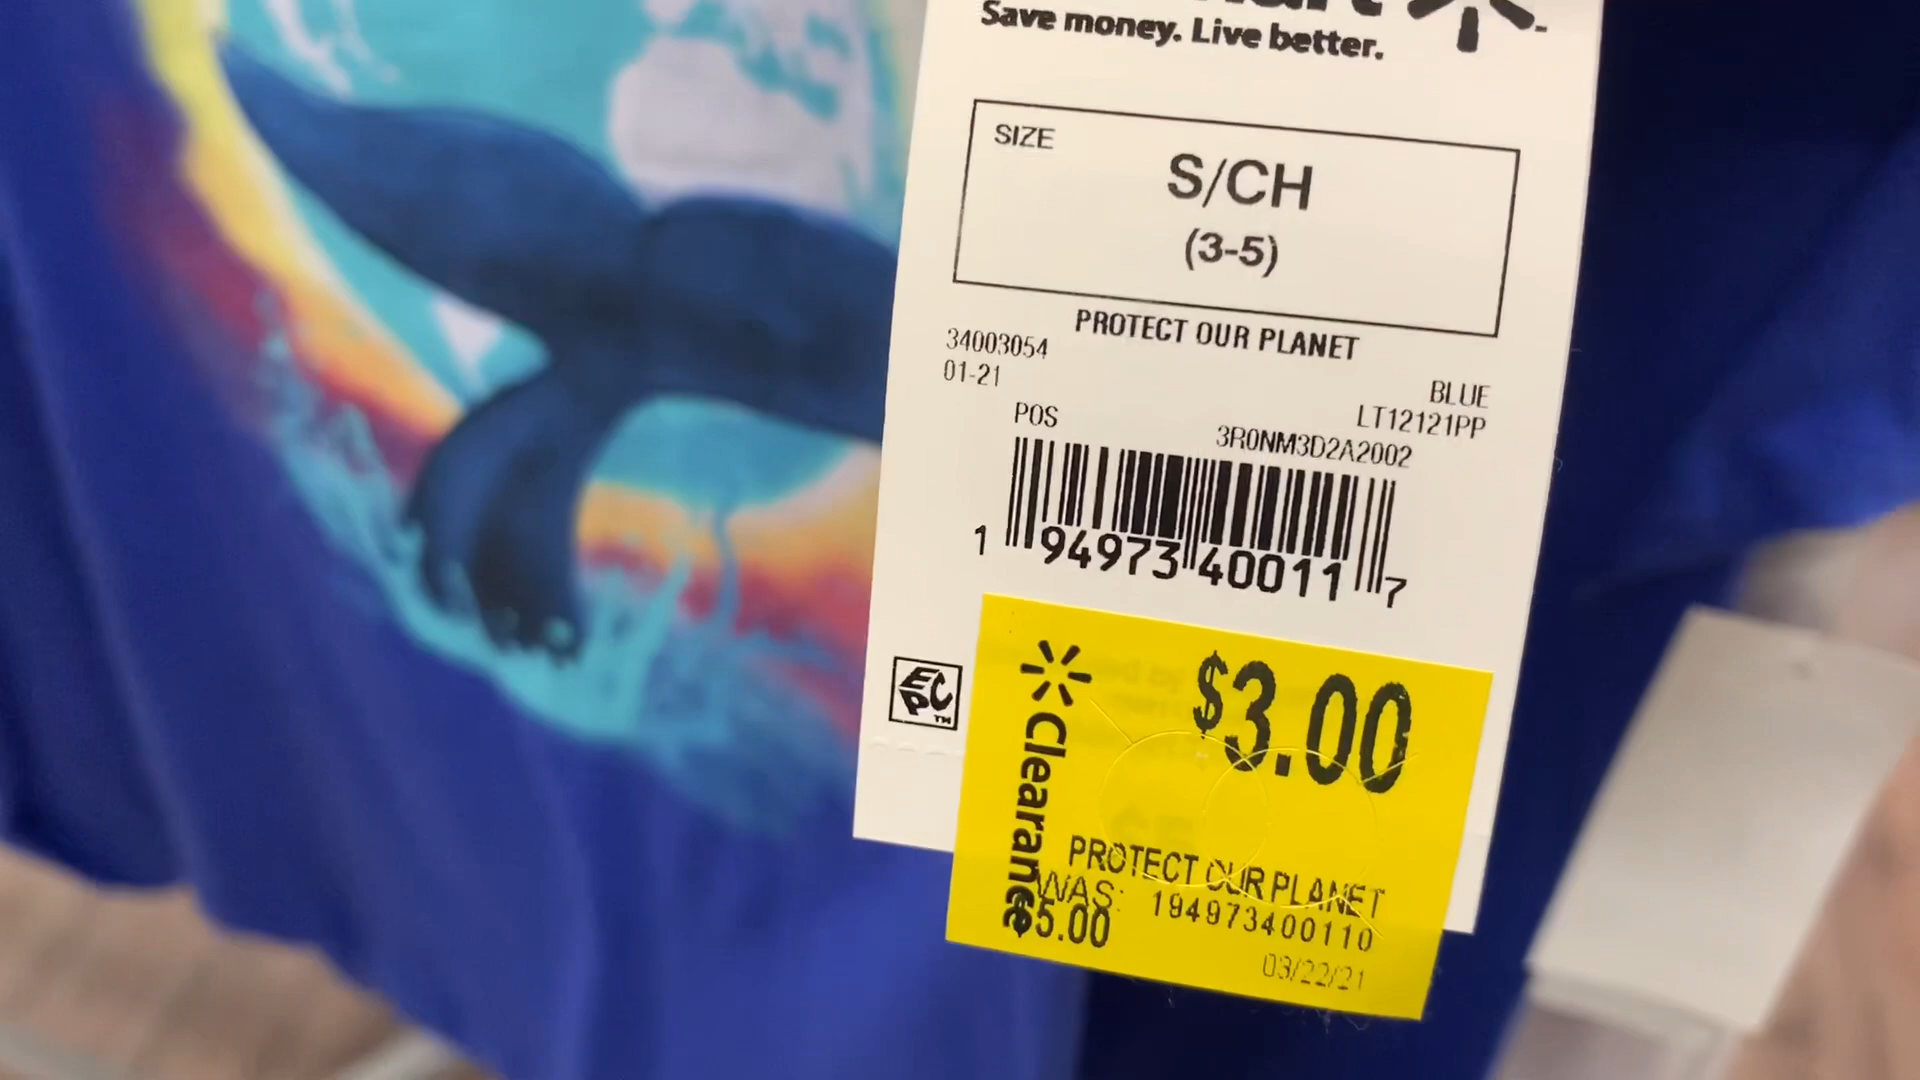 Save money. Live better.
SIZE
S/CH
(3-5)
PROTECT OUR PLANET
34003054
01-21
BLUE
LT12121PP
POS
3R0NM3D2A2002
1 94973 40011 7
EPC™
Clearance
$3.00
PROTECT OUR PLANET
WAS: 194973400110
5.00
03/22/21